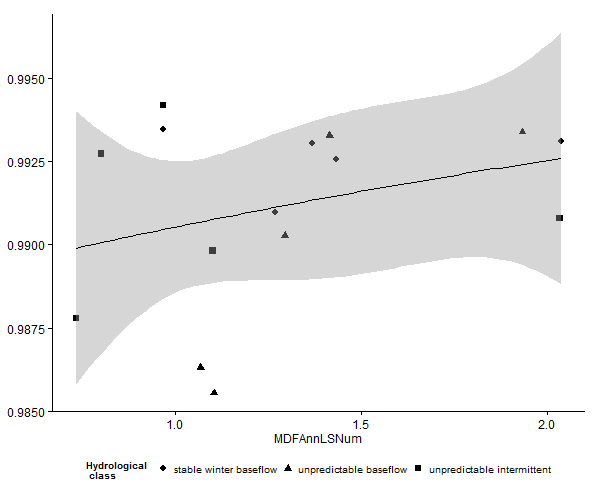 0.9950
0.9925
0.9900
0.9875
0.9850
1.0 1.5 2.0
MDFAnnLSNum
Hydrological
class
stable winter baseflow unpredictable baseflow unpredictable intermittent